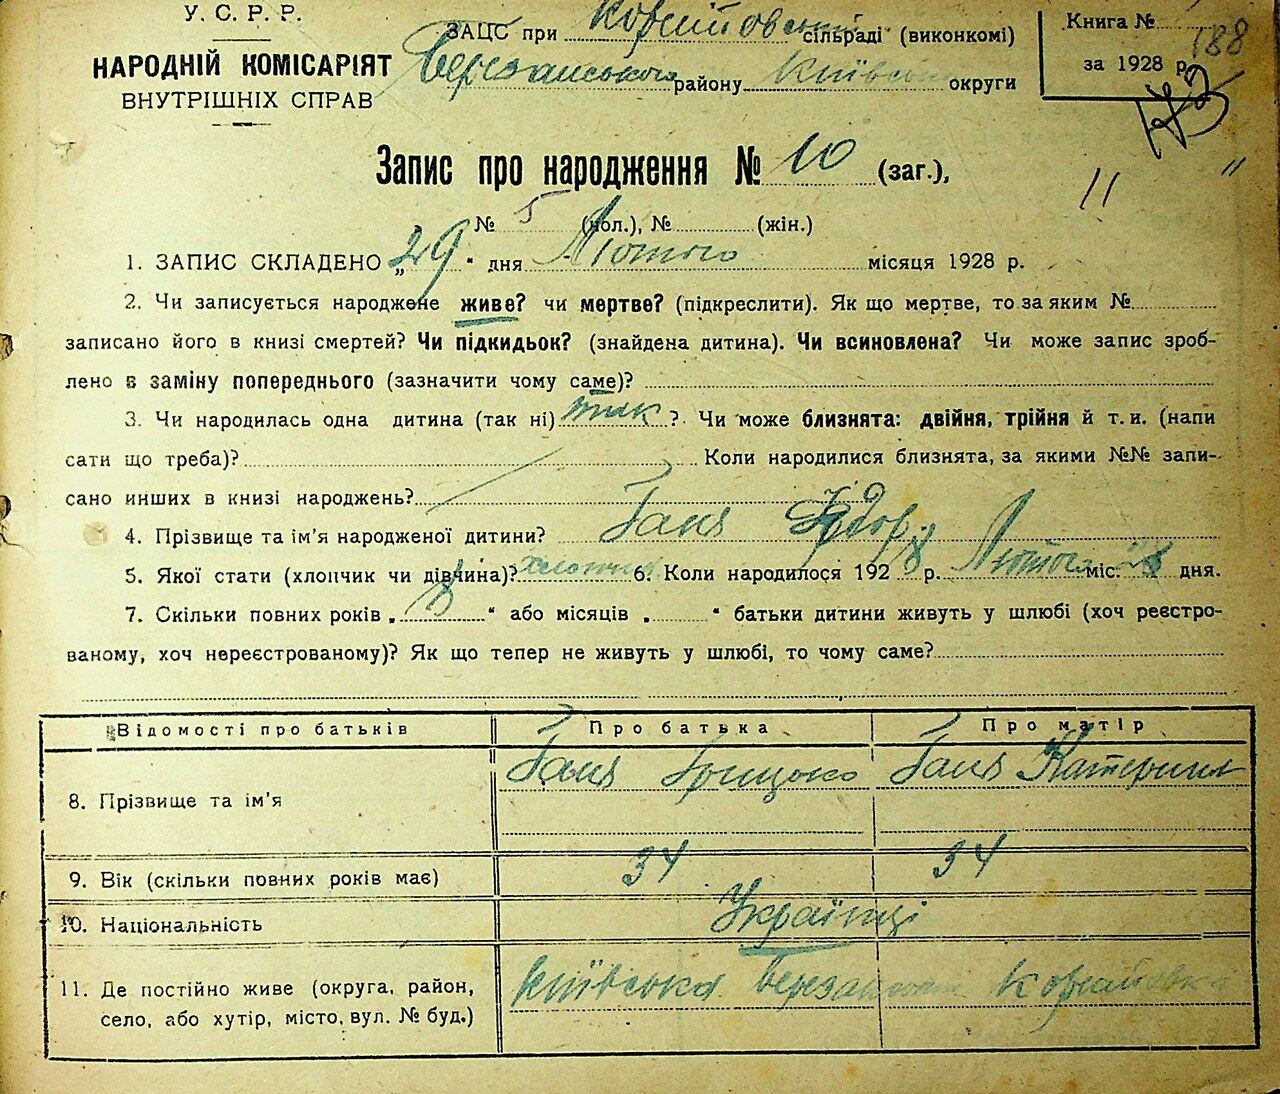 У. С. Р. Р.
НАРОДНІЙ КОМІСАРІЯТ
ВНУТРІШНІХ СПРАВ
ЗАЦС при сільраді (виконкомі)
Березанського району Київської округи
Книга № 188
за 1928 р.
173
Запис про народження № 10 (заг.),
№ 5 (чол.), № (жін.)
1. ЗАПИС СКЛАДЕНО „29“ дня Лютого місяця 1928 р.
2. Чи записується народжене живе? чи мертве? (підкреслити). Як що мертве, то за яким №
записано його в книзі смертей? Чи підкидьок? (знайдена дитина). Чи всиновлена? Чи може запис зроб-
лено в заміну попереднього (зазначити чому саме)?
3. Чи народилась одна дитина (так ні) так ? Чи може близнята: двійня, трійня й т. и. (напи
сати що треба)? Коли народилися близнята, за якими №№ запи-
сано инших в книзі народжень?
4. Прізвище та ім'я народженої дитини? Ганя
5. Якої стати (хлопчик чи дівчина)? хлопчик 6. Коли народилося 1928 р. Лютого міс. дня.
7. Скільки повних років „8“ або місяців „ “ батьки дитини живуть у шлюбі (хоч реєстро-
ваному, хоч нереєстрованому)? Як що тепер не живуть у шлюбі, то чому саме?
Відомості про батьків Про батька Про матір
8. Прізвище та ім'я Ганя Грицько Ганя Катерина
9. Вік (скільки повних років має) 34 34
10. Національність Українці
11. Де постійно живе (округа, район,
село, або хутір, місто, вул. № буд.) Київська